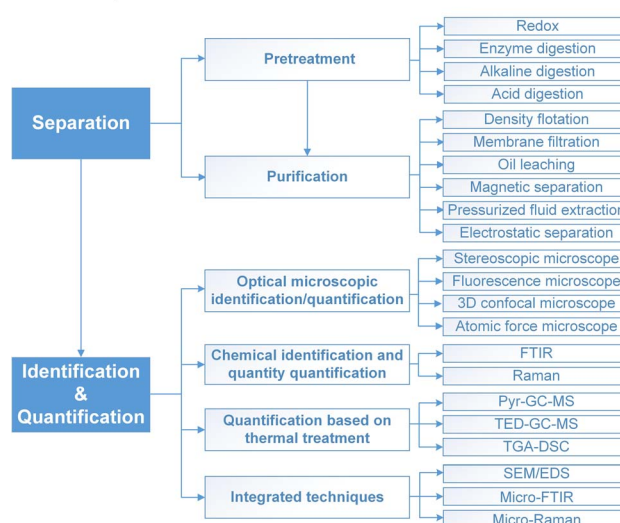 Separation
Pretreatment
Redox
Enzyme digestion
Alkaline digestion
Acid digestion
Purification
Density flotation
Membrane filtration
Oil leaching
Magnetic separation
Pressurized fluid extraction
Electrostatic separation
Identification
&
Quantification
Optical microscopic
identification/quantification
Stereoscopic microscope
Fluorescence microscope
3D confocal microscope
Atomic force microscope
Chemical identification and
quantity quantification
FTIR
Raman
Quantification based on
thermal treatment
Pyr-GC-MS
TED-GC-MS
TGA-DSC
Integrated techniques
SEM/EDS
Micro-FTIR
Micro-Raman